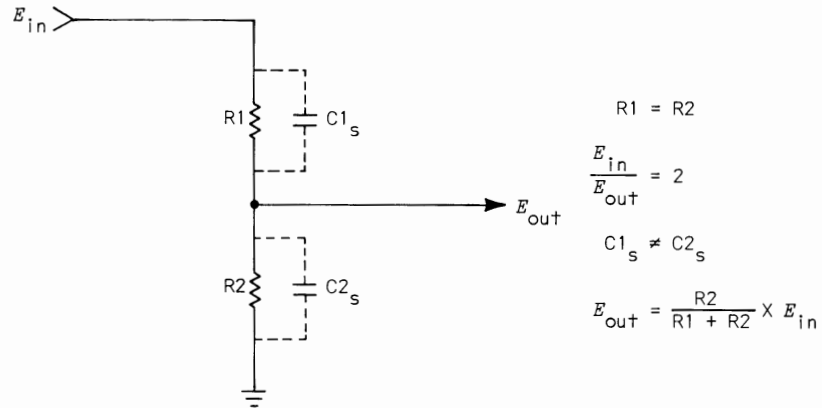 E_in
R1
C1_s
E_out
R2
C2_s
R1 = R2
E_in / E_out = 2
C1_s ≠ C2_s
E_out = R2 / (R1 + R2) X E_in